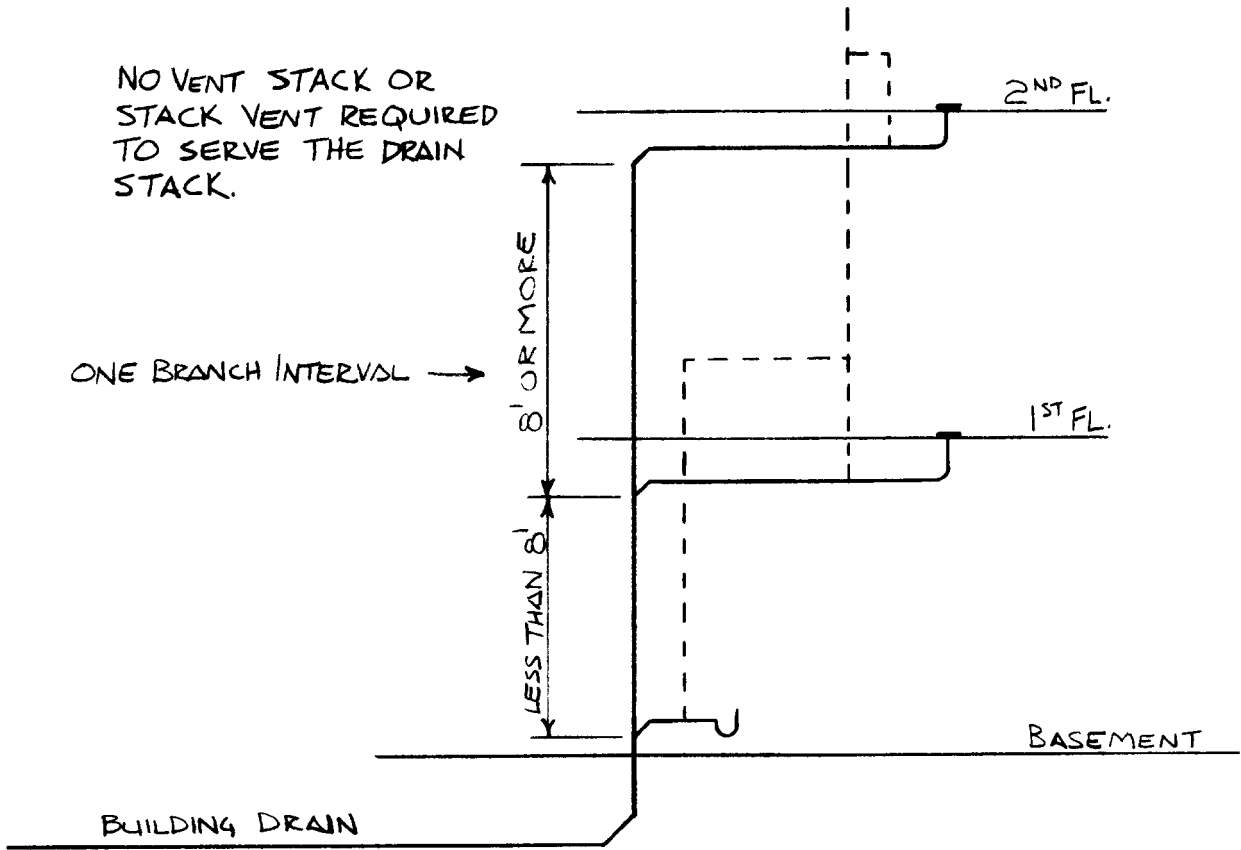 NO VENT STACK OR
STACK VENT REQUIRED
TO SERVE THE DRAIN
STACK.
2ND FL.
8' OR MORE
ONE BRANCH INTERVAL
1ST FL.
LESS THAN 8'
BASEMENT
BUILDING DRAIN